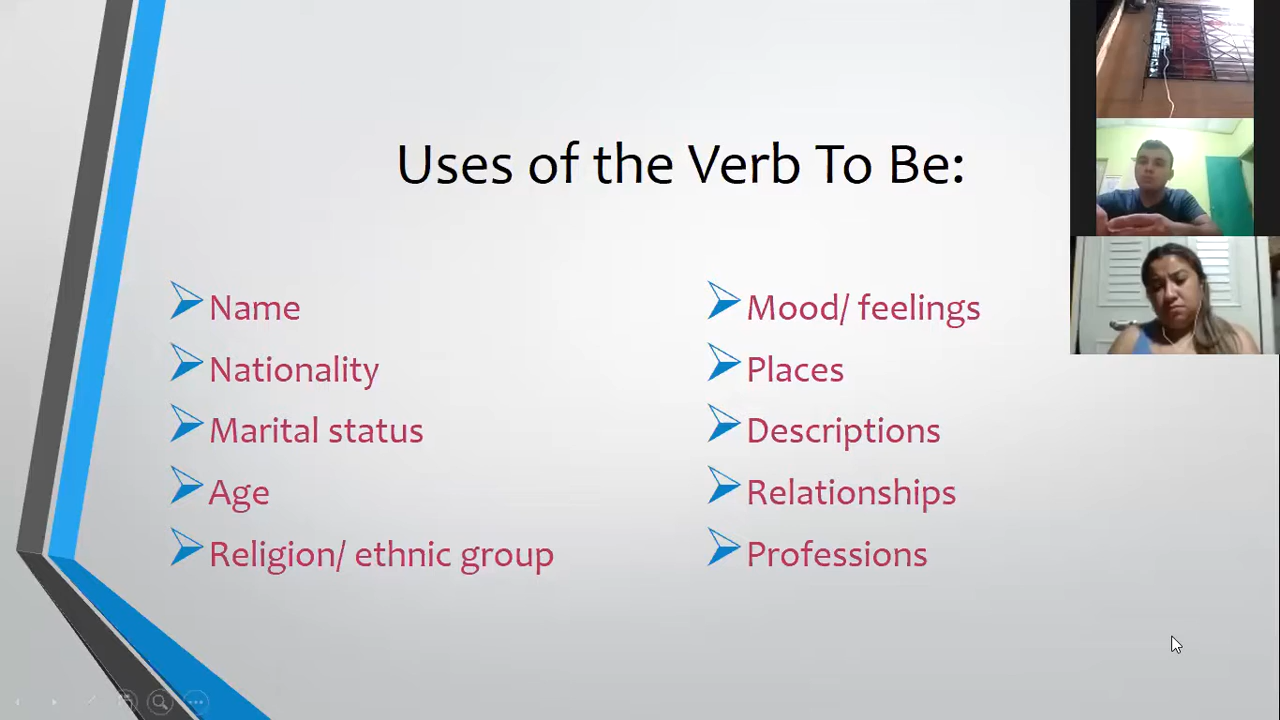 Uses of the Verb To Be:
Name
Nationality
Marital status
Age
Religion/ ethnic group
Mood/ feelings
Places
Descriptions
Relationships
Professions